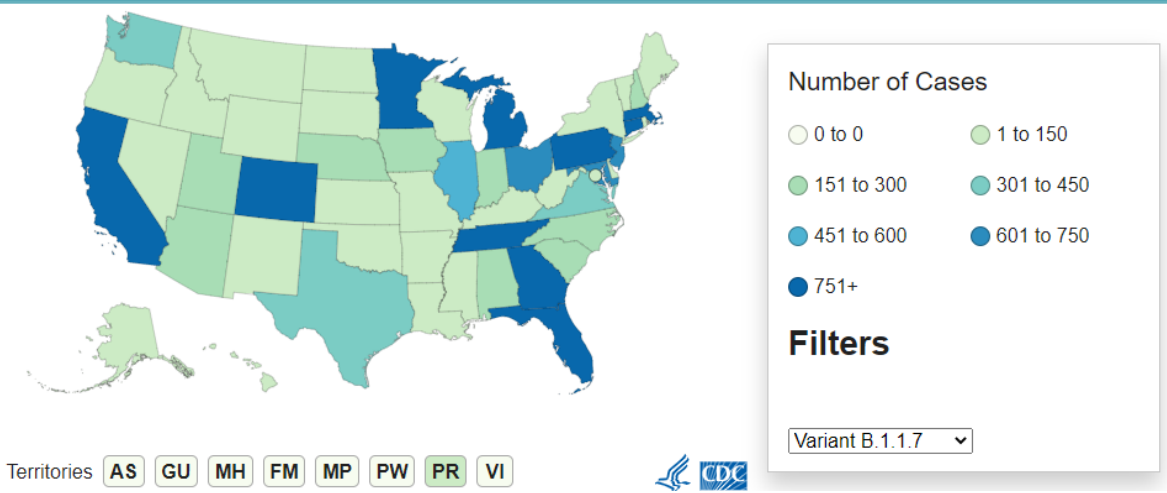 Number of Cases
0 to 0
1 to 150
151 to 300
301 to 450
451 to 600
601 to 750
751+
Filters
Variant B.1.1.7
Territories AS GU MH FM MP PW PR VI
CDC